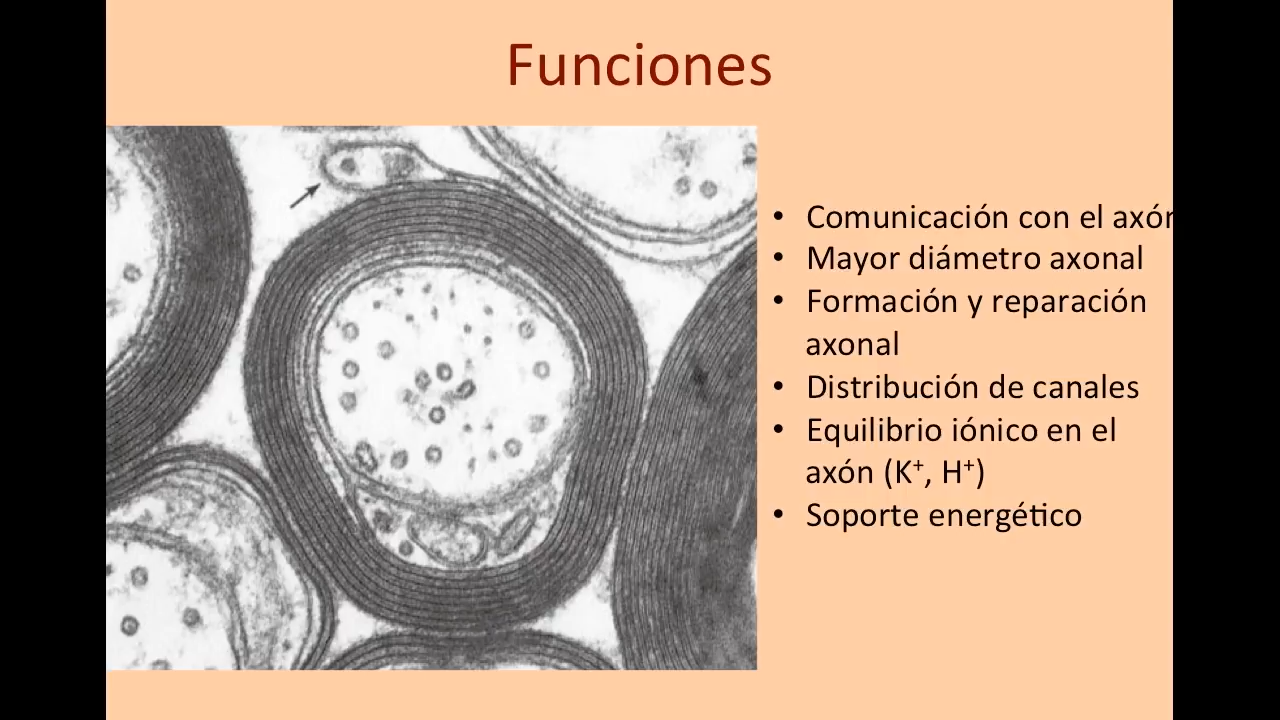 Funciones
• Comunicación con el axón
• Mayor diámetro axonal
• Formación y reparación
axonal
• Distribución de canales
• Equilibrio iónico en el
axón (K⁺, H⁺)
• Soporte energético